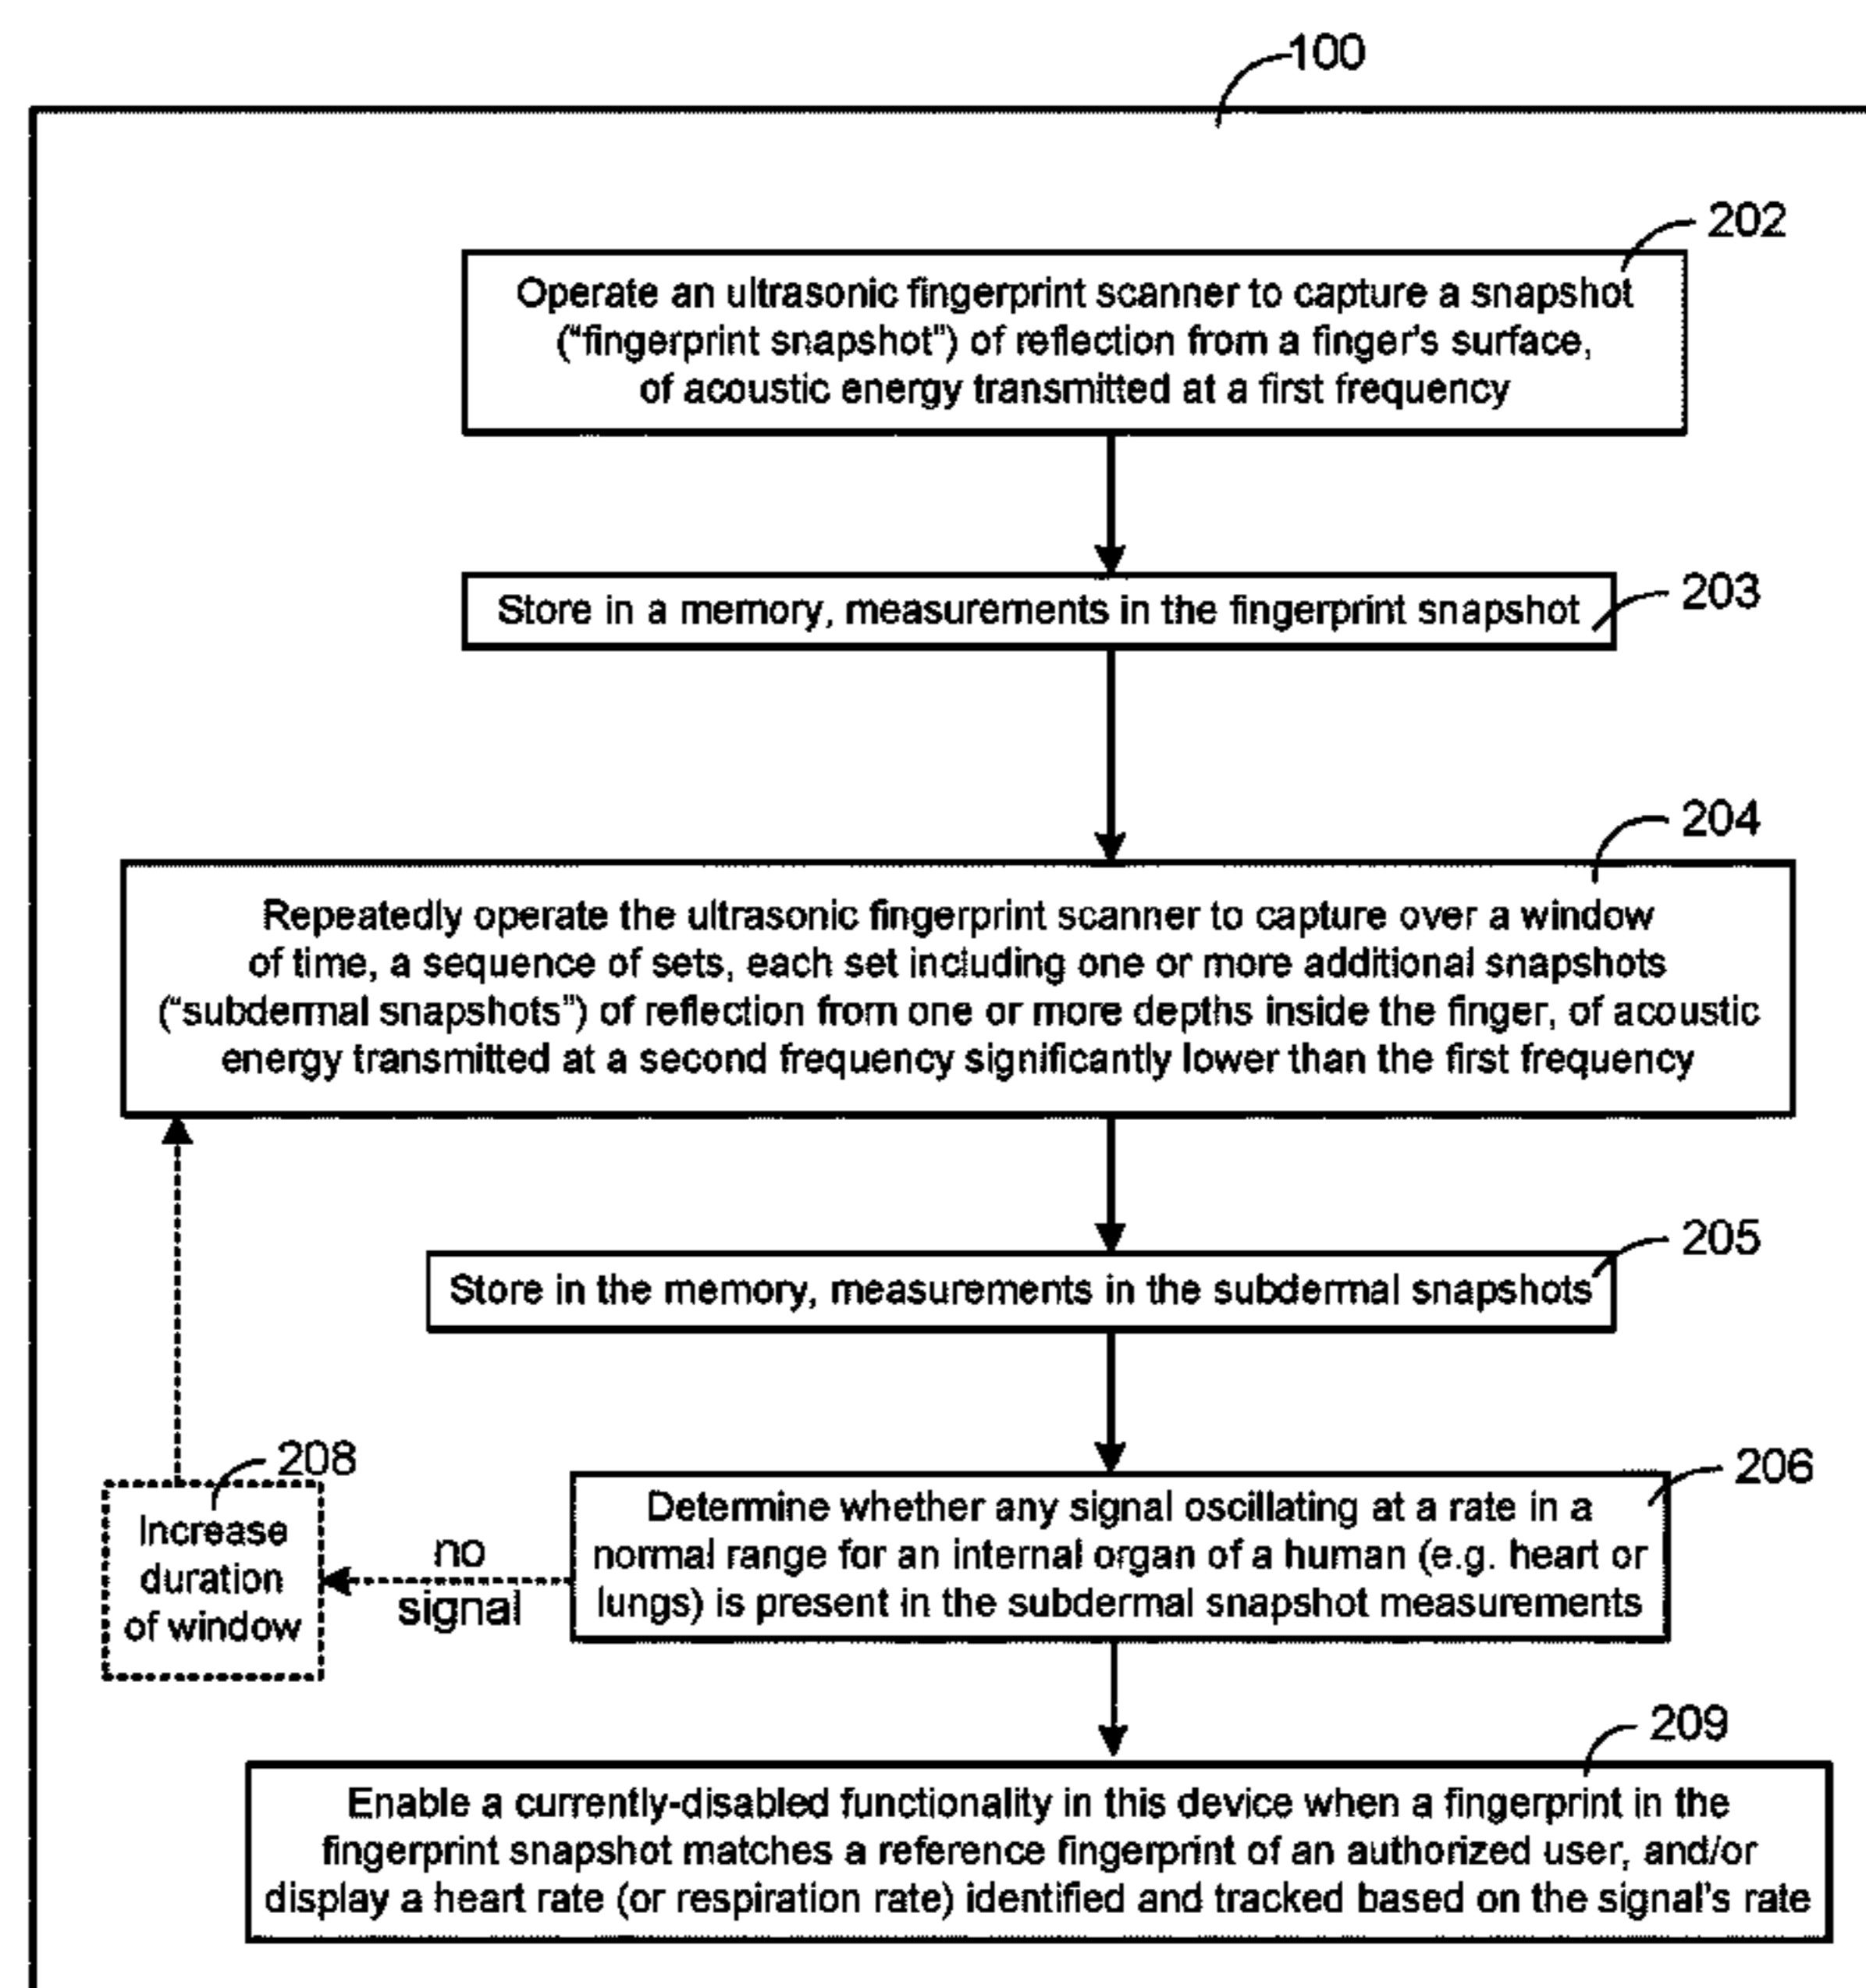 100
202
Operate an ultrasonic fingerprint scanner to capture a snapshot
("fingerprint snapshot") of reflection from a finger's surface,
of acoustic energy transmitted at a first frequency
203
Store in a memory, measurements in the fingerprint snapshot
204
Repeatedly operate the ultrasonic fingerprint scanner to capture over a window
of time, a sequence of sets, each set including one or more additional snapshots
("subdermal snapshots") of reflection from one or more depths inside the finger, of acoustic
energy transmitted at a second frequency significantly lower than the first frequency
205
Store in the memory, measurements in the subdermal snapshots
206
Determine whether any signal oscillating at a rate in a
normal range for an internal organ of a human (e.g. heart or
lungs) is present in the subdermal snapshot measurements
no
signal
208
Increase
duration
of window
209
Enable a currently-disabled functionality in this device when a fingerprint in the
fingerprint snapshot matches a reference fingerprint of an authorized user, and/or
display a heart rate (or respiration rate) identified and tracked based on the signal's rate